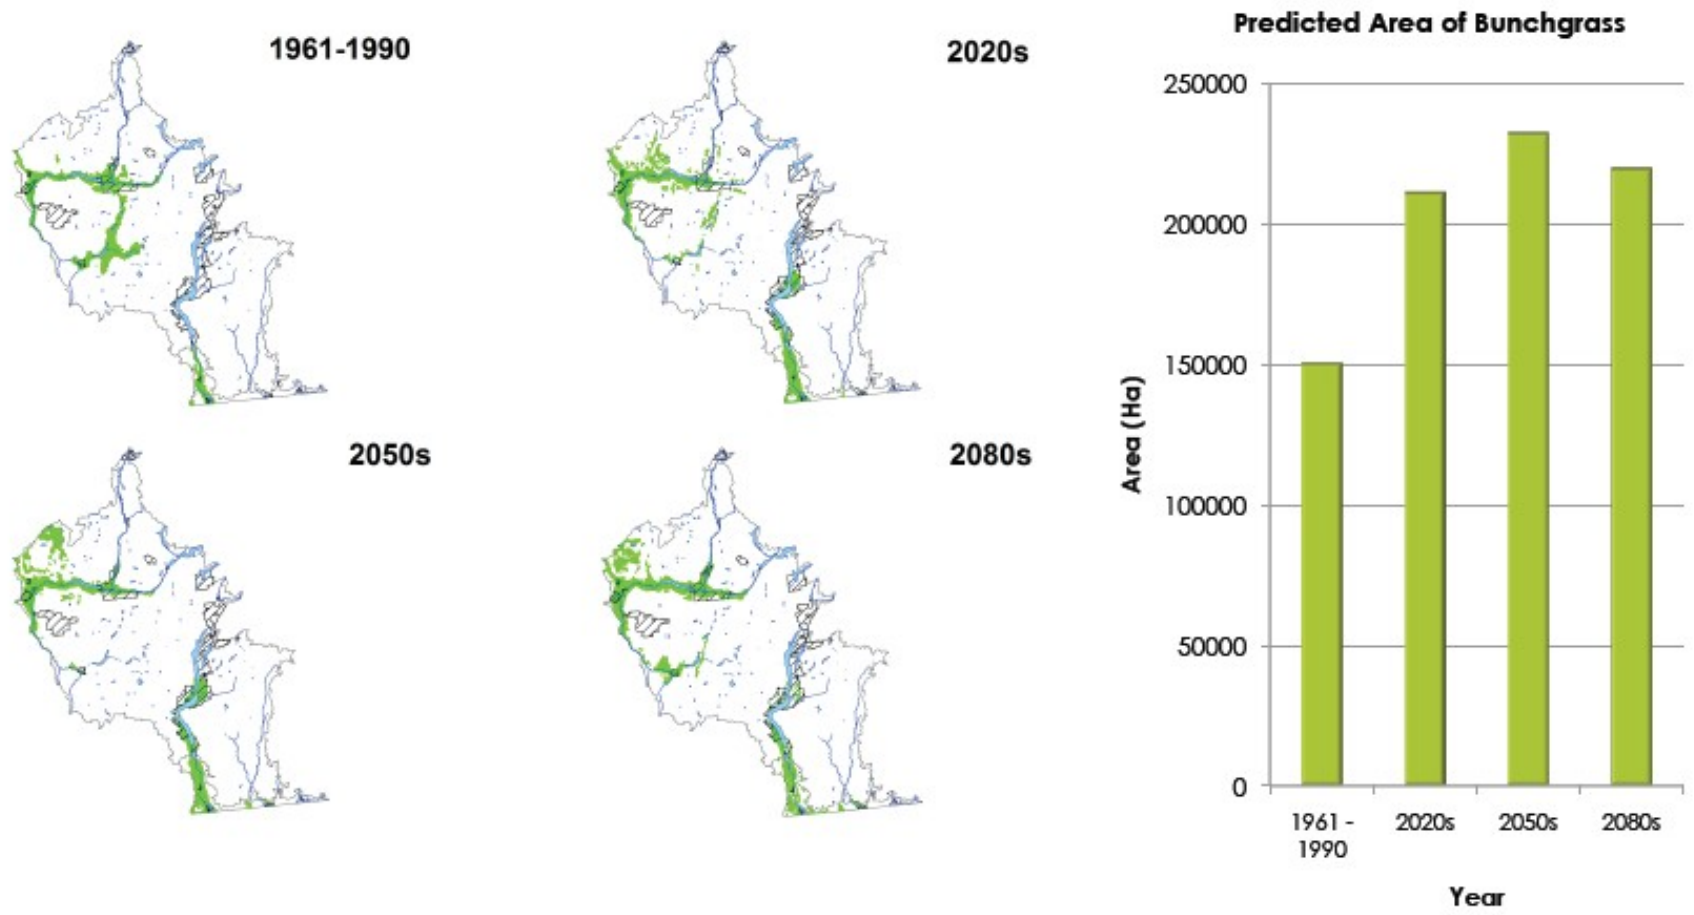 1961-1990
2020s
2050s
2080s
Predicted Area of Bunchgrass
250000
200000
150000
100000
50000
0
Area (Ha)
1961 -
1990
2020s
2050s
2080s
Year